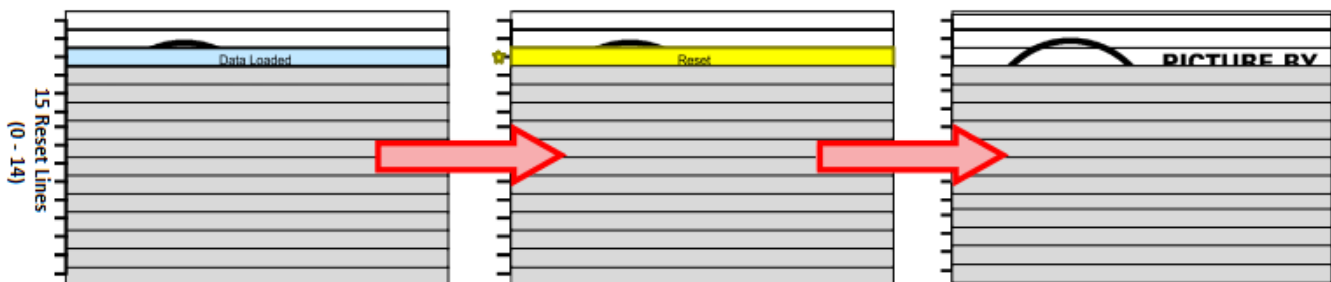 Data Loaded
Reset
PICTURE BY
15 Reset Lines
(0 - 14)